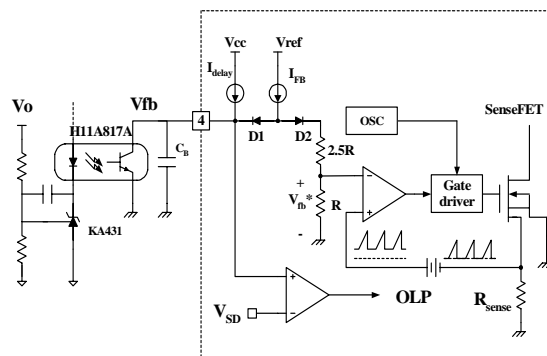 Vcc
Vref
I_delay
I_FB
Vo
H11A817A
Vfb
4
D1
D2
OSC
SenseFET
C_B
2.5R
+
V_fb*
R
-
−
+
Gate
driver
KA431
+
−
OLP
V_SD
R_sense